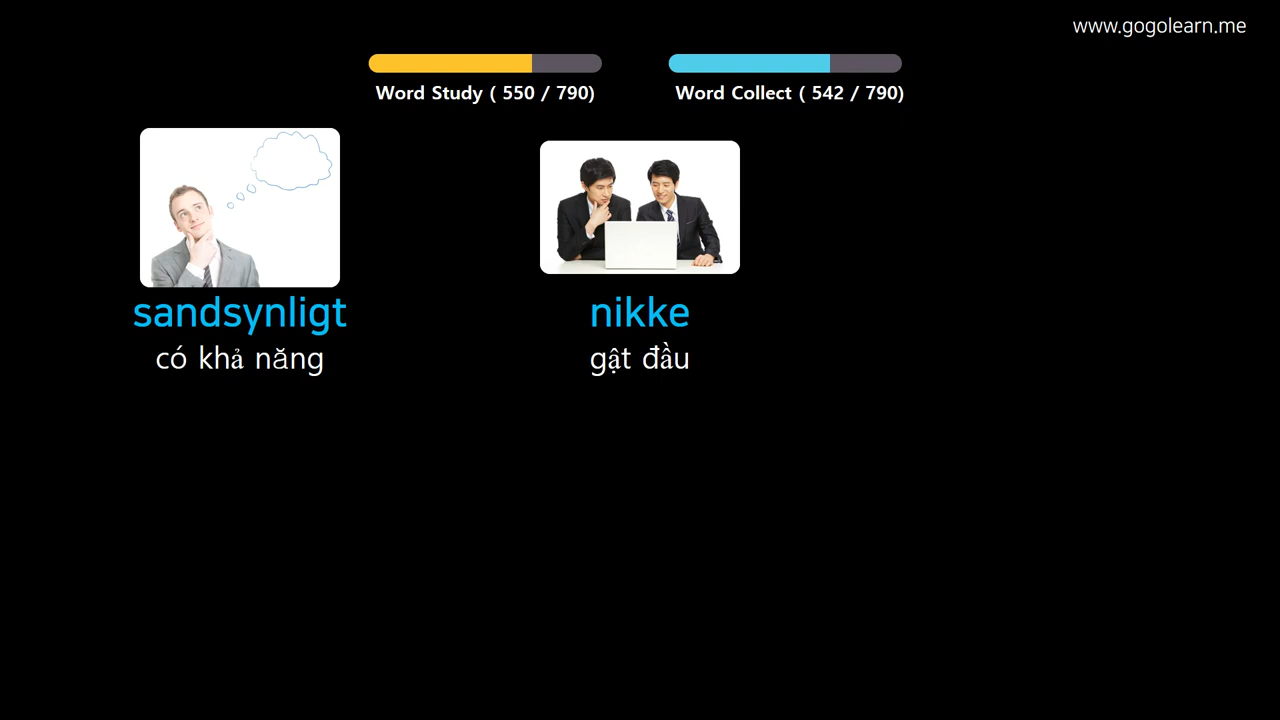 www.gogolearn.me
Word Study ( 550 / 790)
Word Collect ( 542 / 790)
sandsynligt
có khả năng
nikke
gật đầu